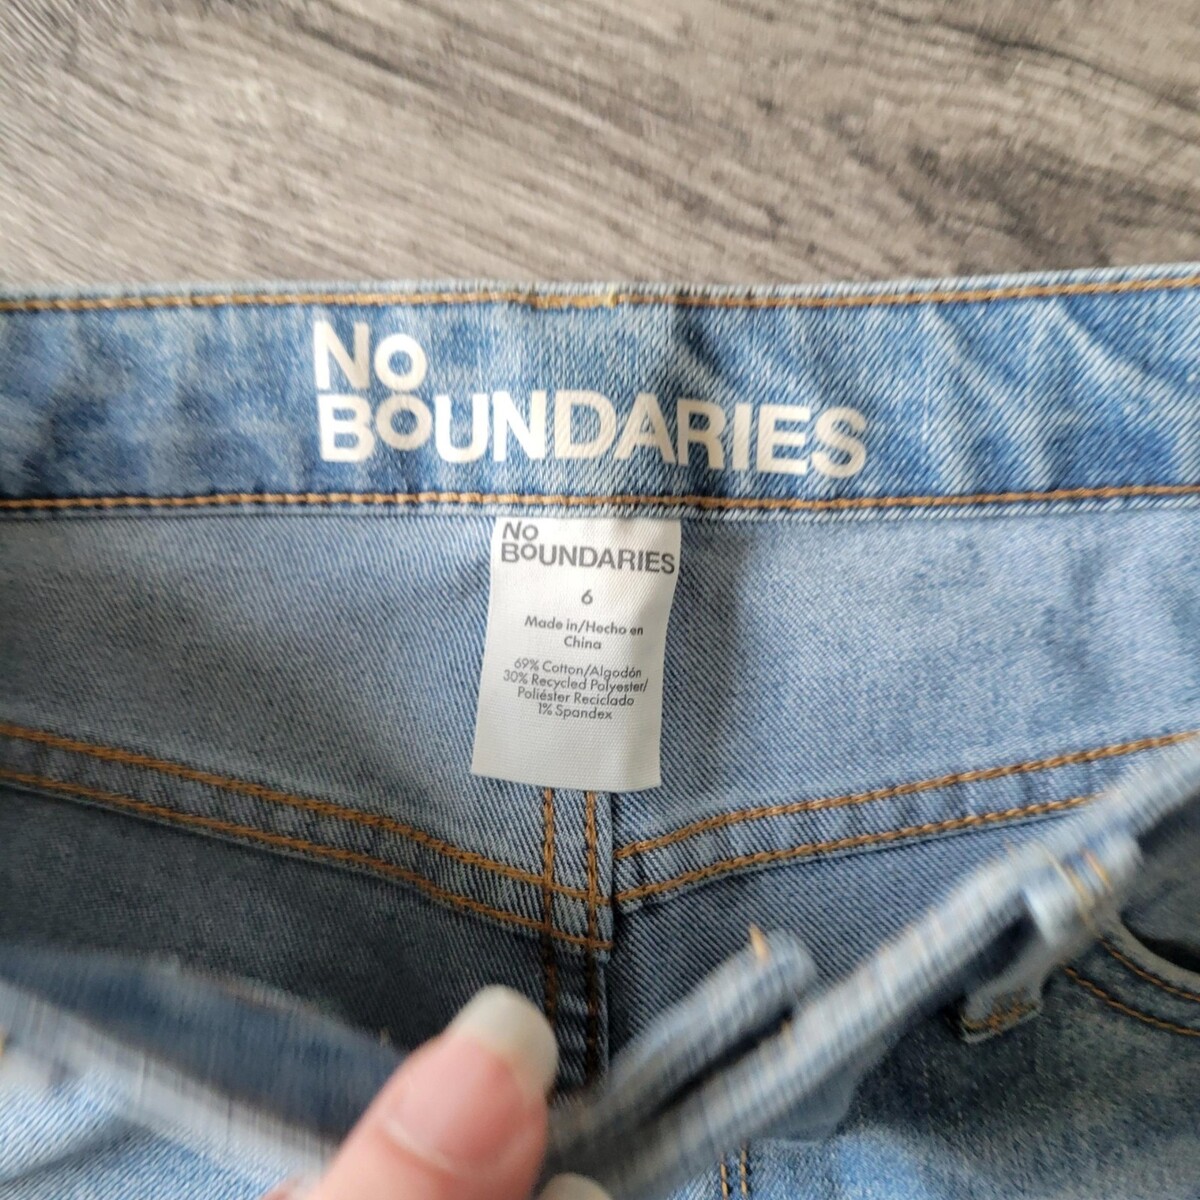 No
BOUNDARIES
No
BOUNDARIES
6
Made in/Hecho en
China
69% Cotton/Algodón
30% Recycled Polyester/
Poliéster Reciclado
1% Spandex